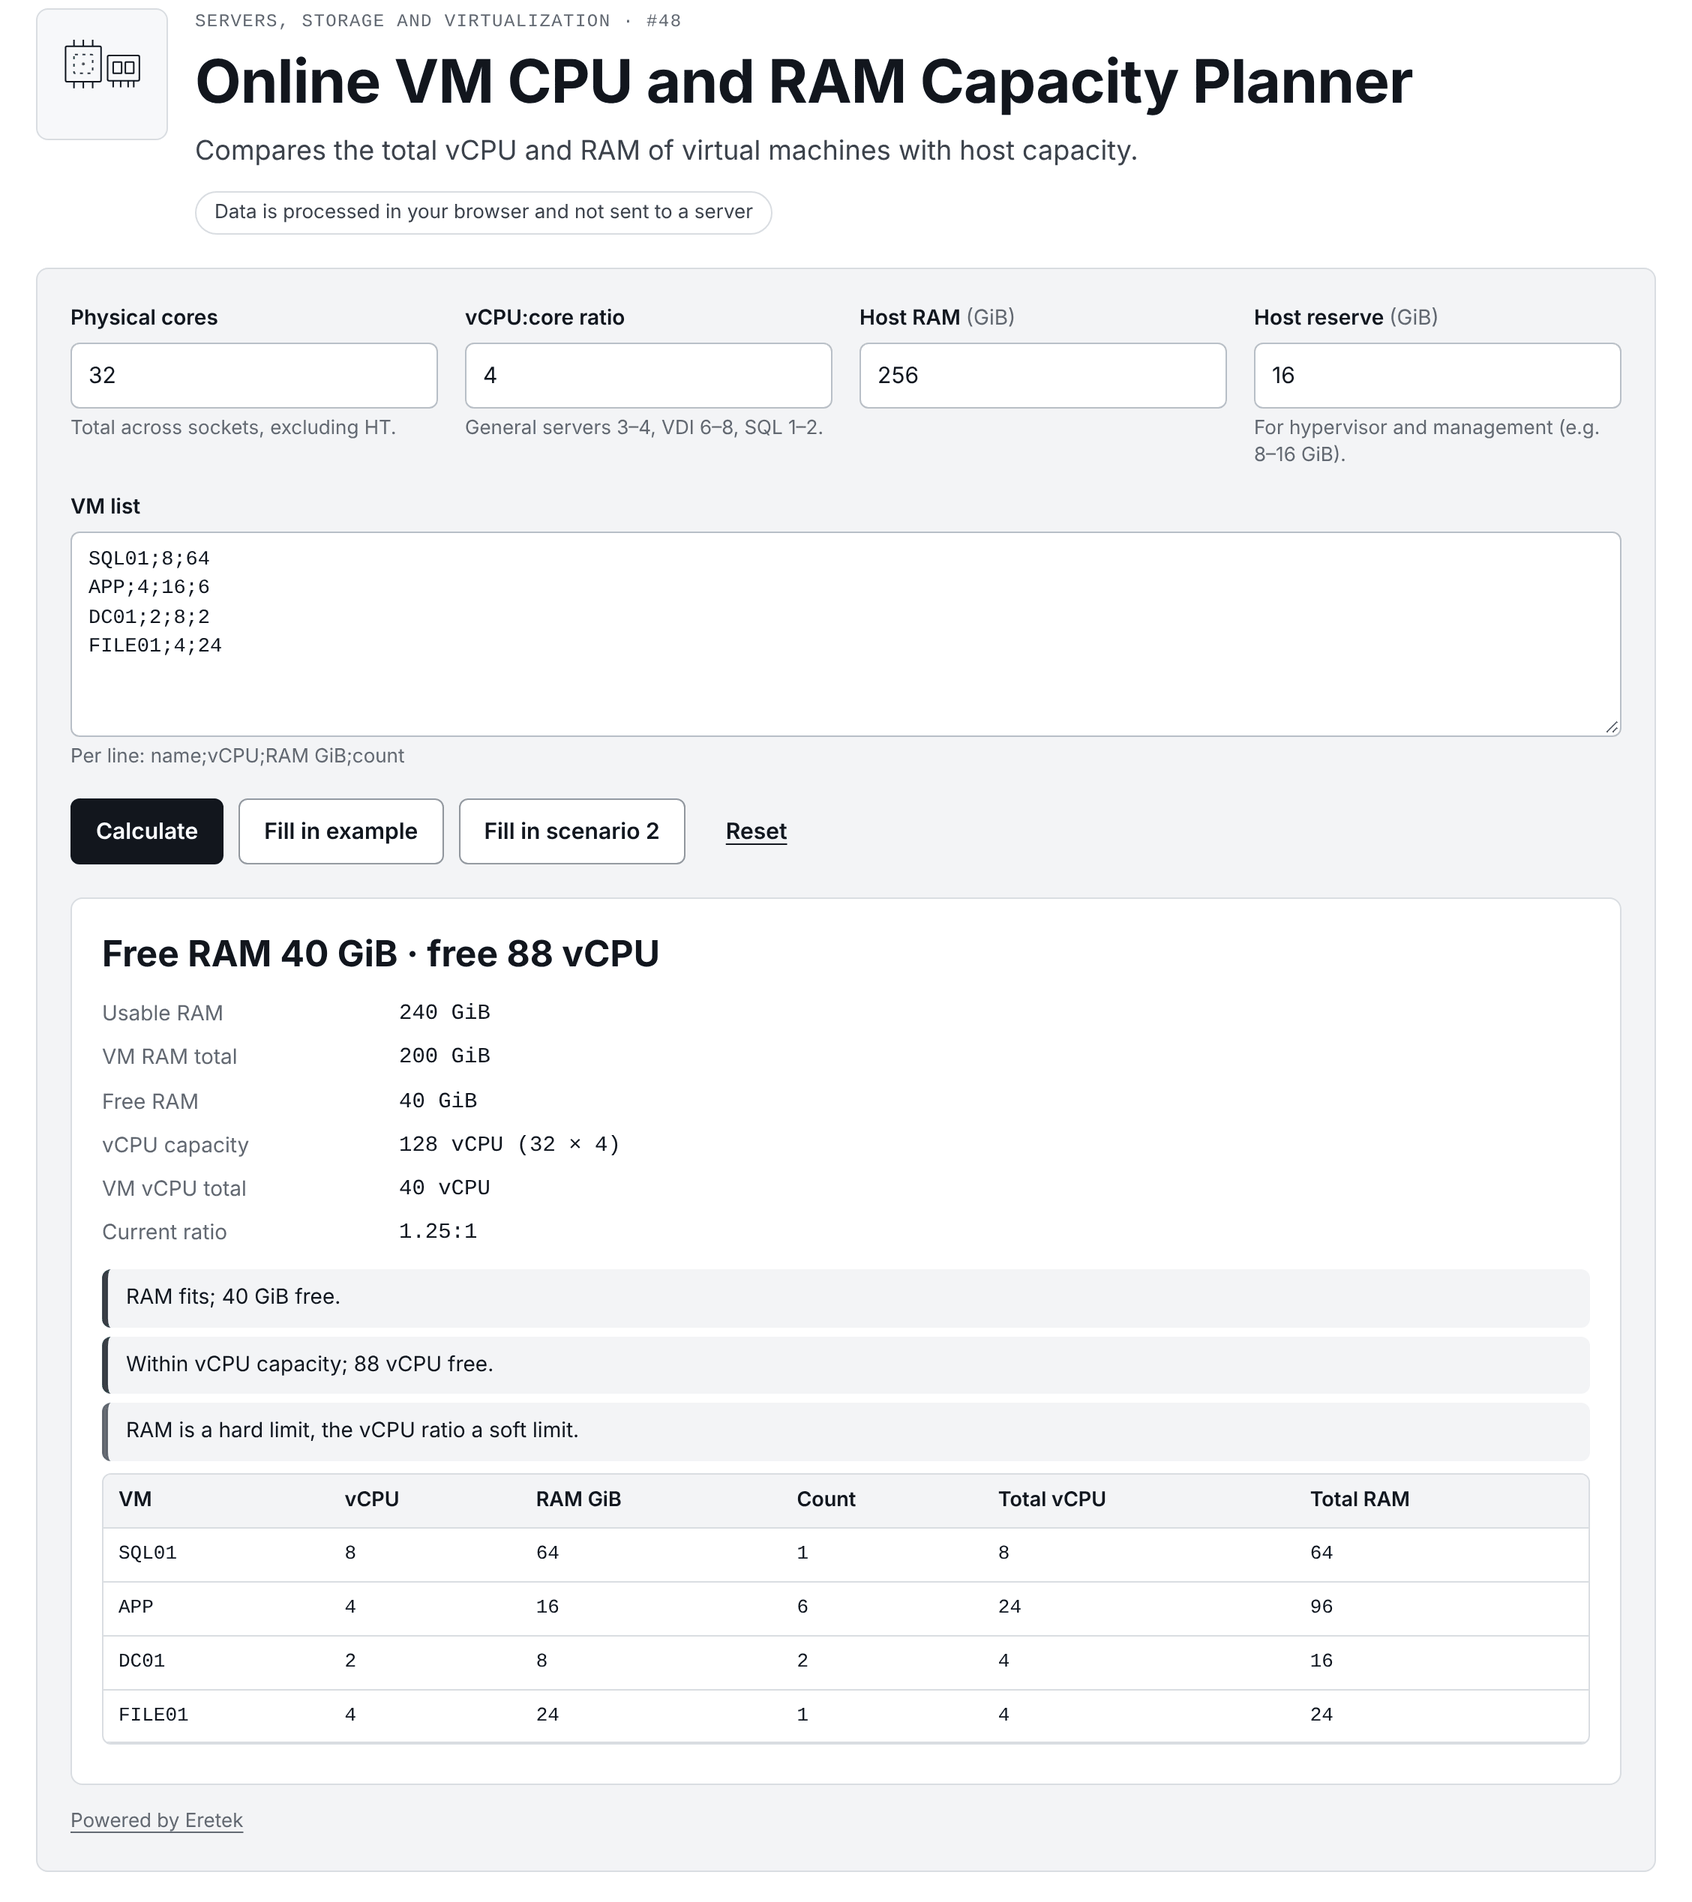 SERVERS, STORAGE AND VIRTUALIZATION · #48
Online VM CPU and RAM Capacity Planner
Compares the total vCPU and RAM of virtual machines with host capacity.
Data is processed in your browser and not sent to a server
Physical cores
vCPU:core ratio
Host RAM (GiB)
Host reserve (GiB)
32
4
256
16
Total across sockets, excluding HT.
General servers 3–4, VDI 6–8, SQL 1–2.
For hypervisor and management (e.g.
8–16 GiB).
VM list
SQL01;8;64
APP;4;16;6
DC01;2;8;2
FILE01;4;24
Per line: name;vCPU;RAM GiB;count
Calculate
Fill in example
Fill in scenario 2
Reset
Free RAM 40 GiB · free 88 vCPU
Usable RAM 240 GiB
VM RAM total 200 GiB
Free RAM 40 GiB
vCPU capacity 128 vCPU (32 × 4)
VM vCPU total 40 vCPU
Current ratio 1.25:1
RAM fits; 40 GiB free.
Within vCPU capacity; 88 vCPU free.
RAM is a hard limit, the vCPU ratio a soft limit.
VM vCPU RAM GiB Count Total vCPU Total RAM
SQL01 8 64 1 8 64
APP 4 16 6 24 96
DC01 2 8 2 4 16
FILE01 4 24 1 4 24
Powered by Eretek